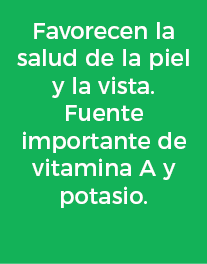 Favorecen la
salud de la piel
y la vista.
Fuente
importante de
vitamina A y
potasio.